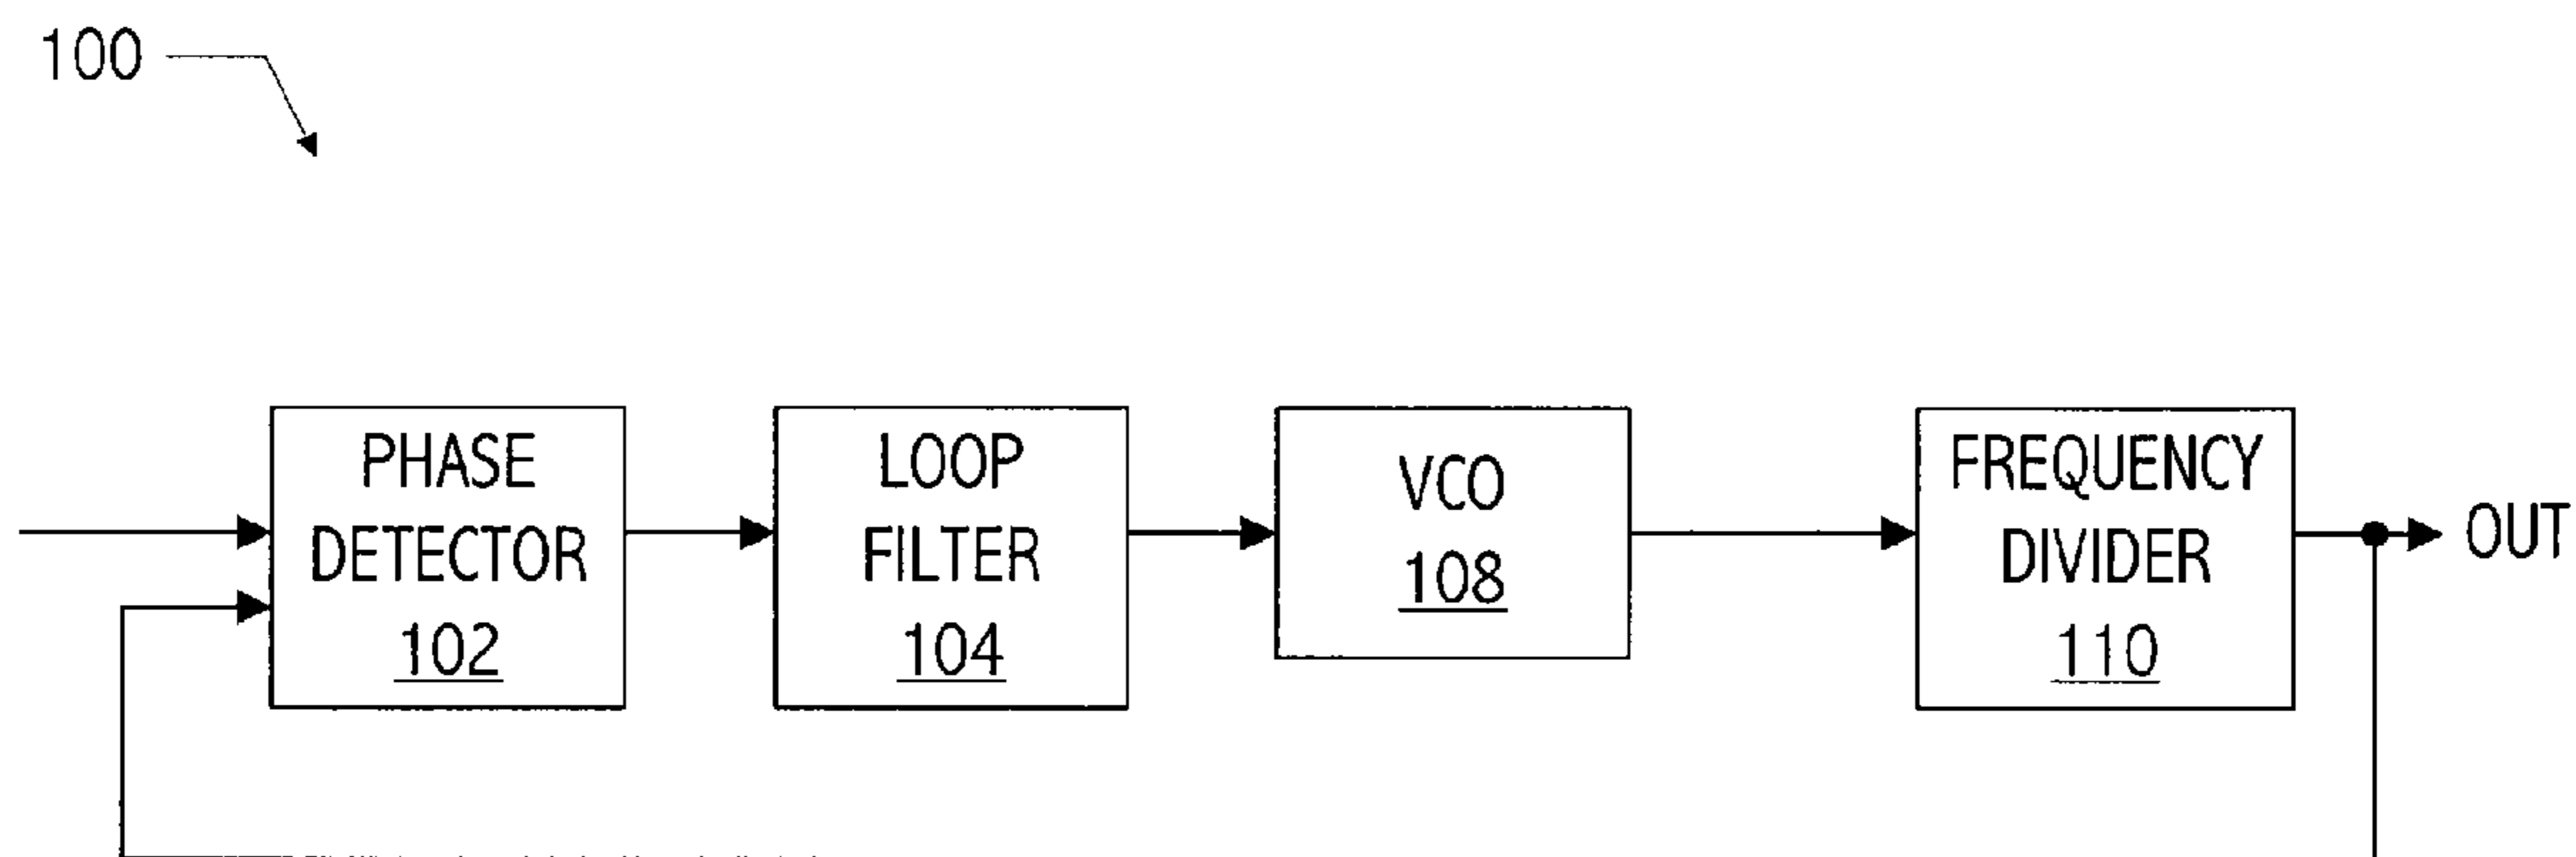 100
PHASE
DETECTOR
102
LOOP
FILTER
104
VCO
108
FREQUENCY
DIVIDER
110
OUT